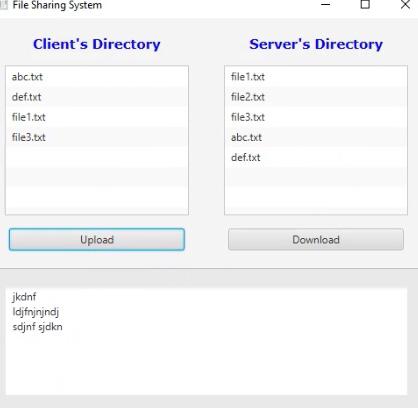 File Sharing System
Client's Directory
abc.txt
def.txt
file1.txt
file3.txt
Upload
Server's Directory
file1.txt
file2.txt
file3.txt
abc.txt
def.txt
Download
jkdnf
ldjfnjnjndj
sdjnf sjdkn